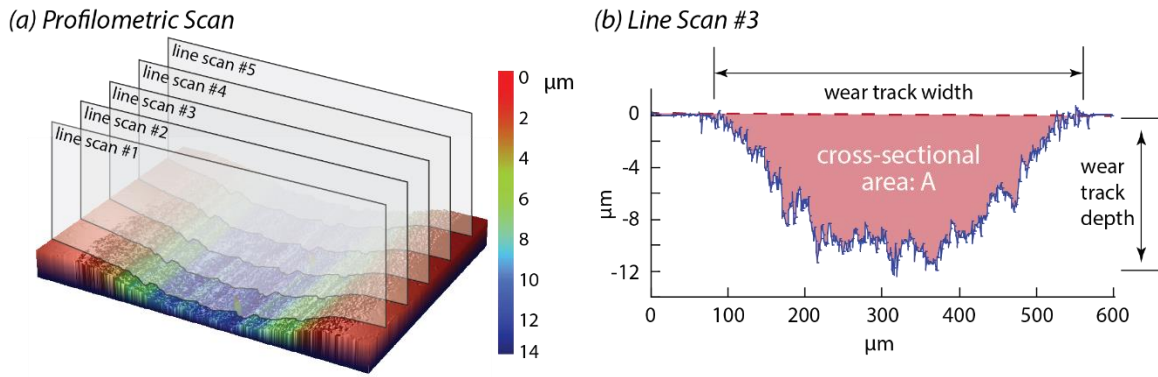 (a) Profilometric Scan
line scan #5
line scan #4
line scan #3
line scan #2
line scan #1
μm
0
2
4
6
8
10
12
14
(b) Line Scan #3
wear track width
0
-4
-8
-12
μm
cross-sectional
area: A
wear
track
depth
0
100
200
300
400
500
600
μm